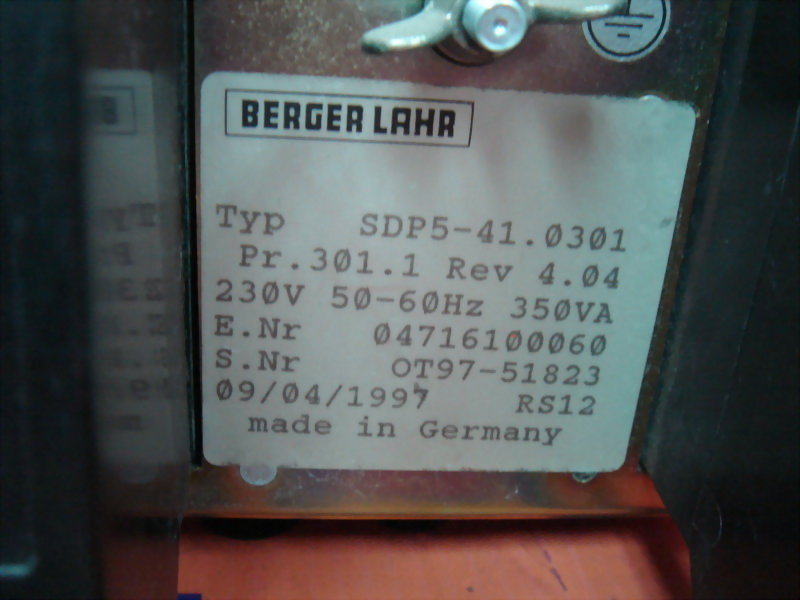 BERGER LAHR
Typ SDP5-41.0301
Pr.301.1 Rev 4.04
230V 50-60Hz 350VA
E.Nr 04716100060
S.Nr OT97-51823
09/04/1997 RS12
made in Germany